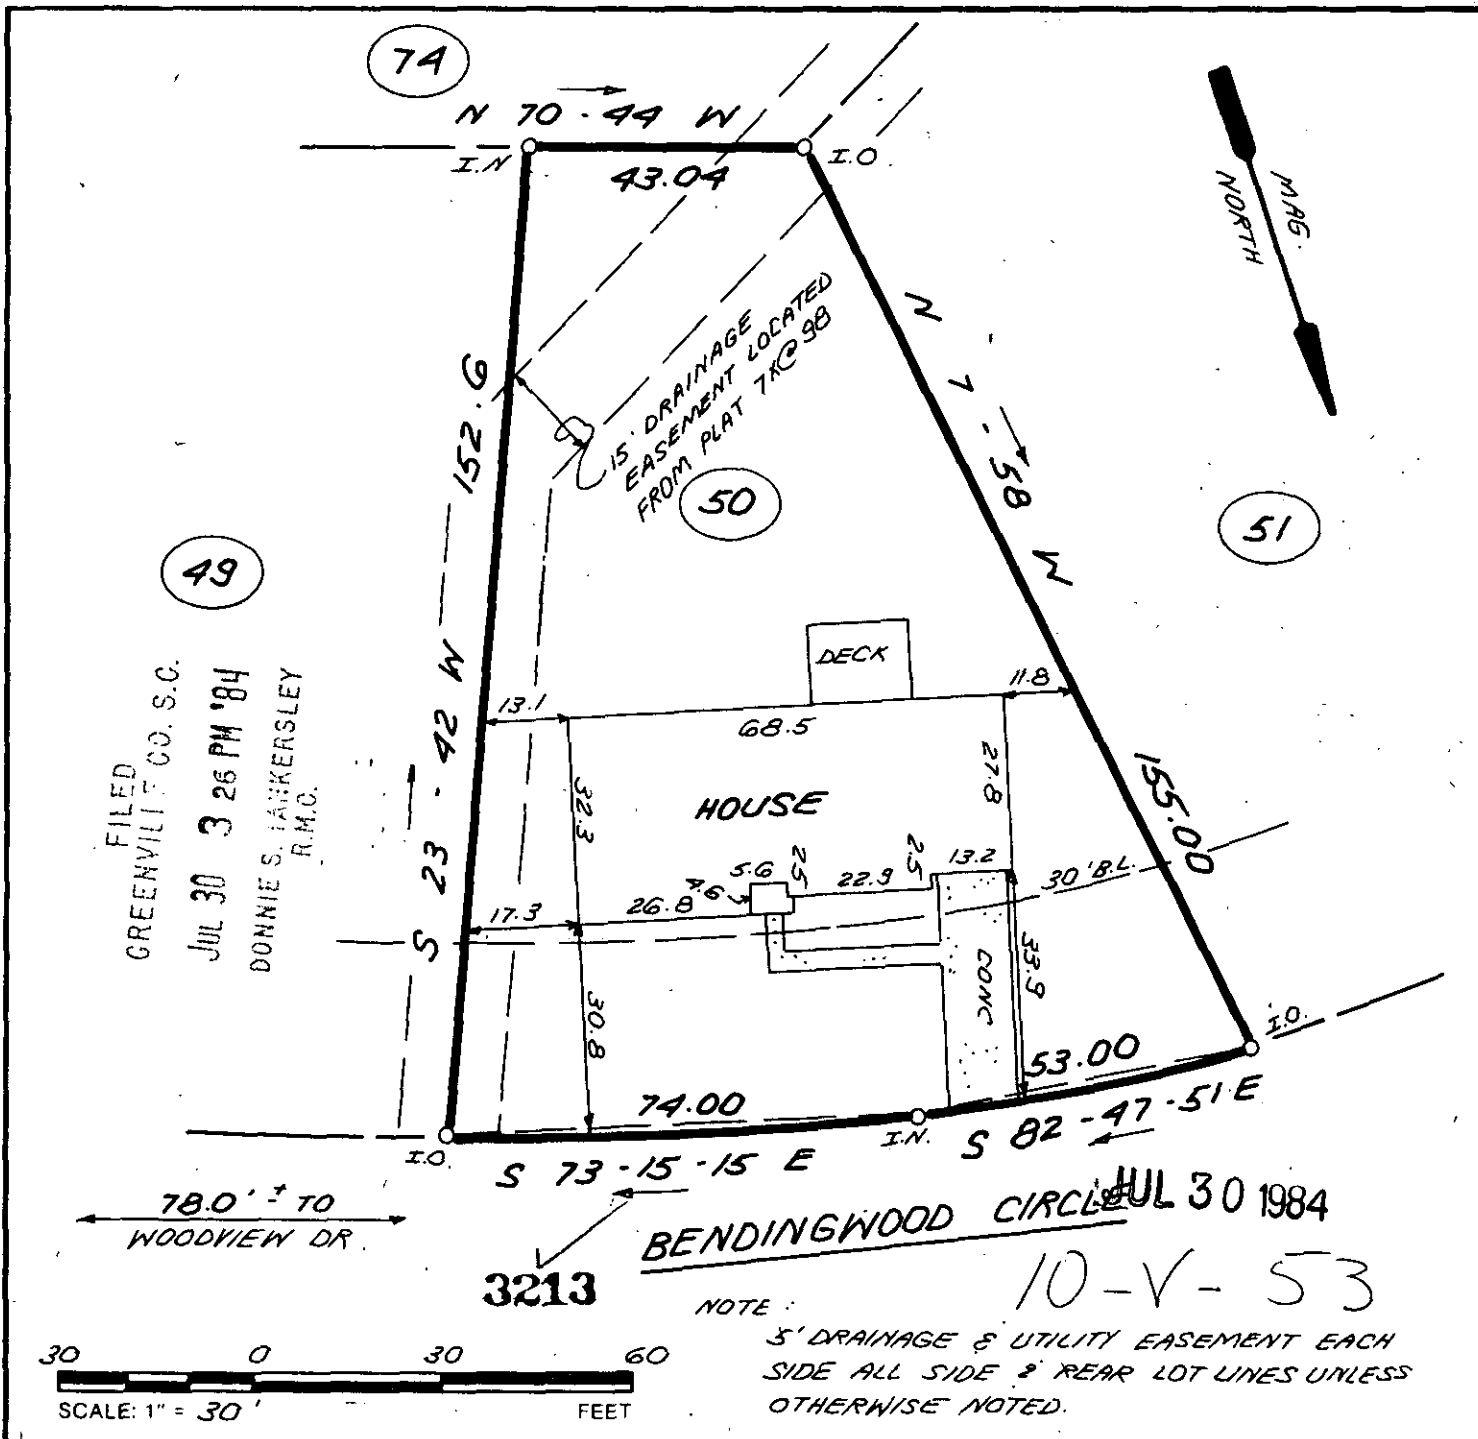 74
N 70-44 W
I.N
I.O
43.04
MAG.
NORTH
N 7-58 W
155.00
15' DRAINAGE
EASEMENT LOCATED
FROM PLAT 7X@98
152.6
S 23-42 W
50
51
49
FILED
GREENVILLE CO. S.C.
JUL 30 3 26 PM '84
DONNIE S. TANKERSLEY
R.M.C.
DECK
13.1
68.5
11.8
32.3
HOUSE
27.8
5.6
2.5
4.6
22.9
2.5
13.2
30' B.L.
17.3
26.8
30.8
CONC
33.9
74.00
53.00
I.O.
I.N.
I.O.
S 73-15-15 E
S 82-47-51 E
78.0' ± TO
WOODVIEW DR.
BENDINGWOOD CIRCLE
JUL 30 1984
3213
10-V-53
NOTE:
5' DRAINAGE & UTILITY EASEMENT EACH
SIDE ALL SIDE & REAR LOT LINES UNLESS
OTHERWISE NOTED.
30 0 30 60
SCALE: 1" = 30' FEET